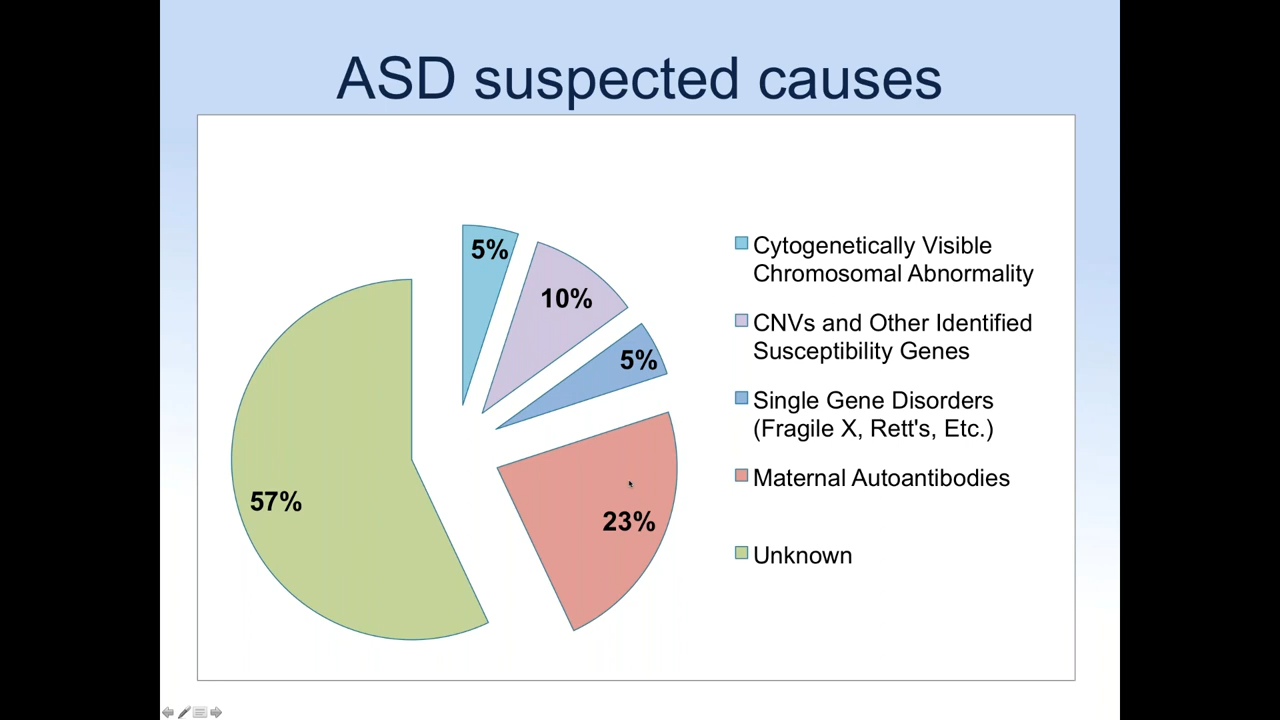 ASD suspected causes
5%
10%
5%
23%
57%
Cytogenetically Visible
Chromosomal Abnormality
CNVs and Other Identified
Susceptibility Genes
Single Gene Disorders
(Fragile X, Rett's, Etc.)
Maternal Autoantibodies
Unknown